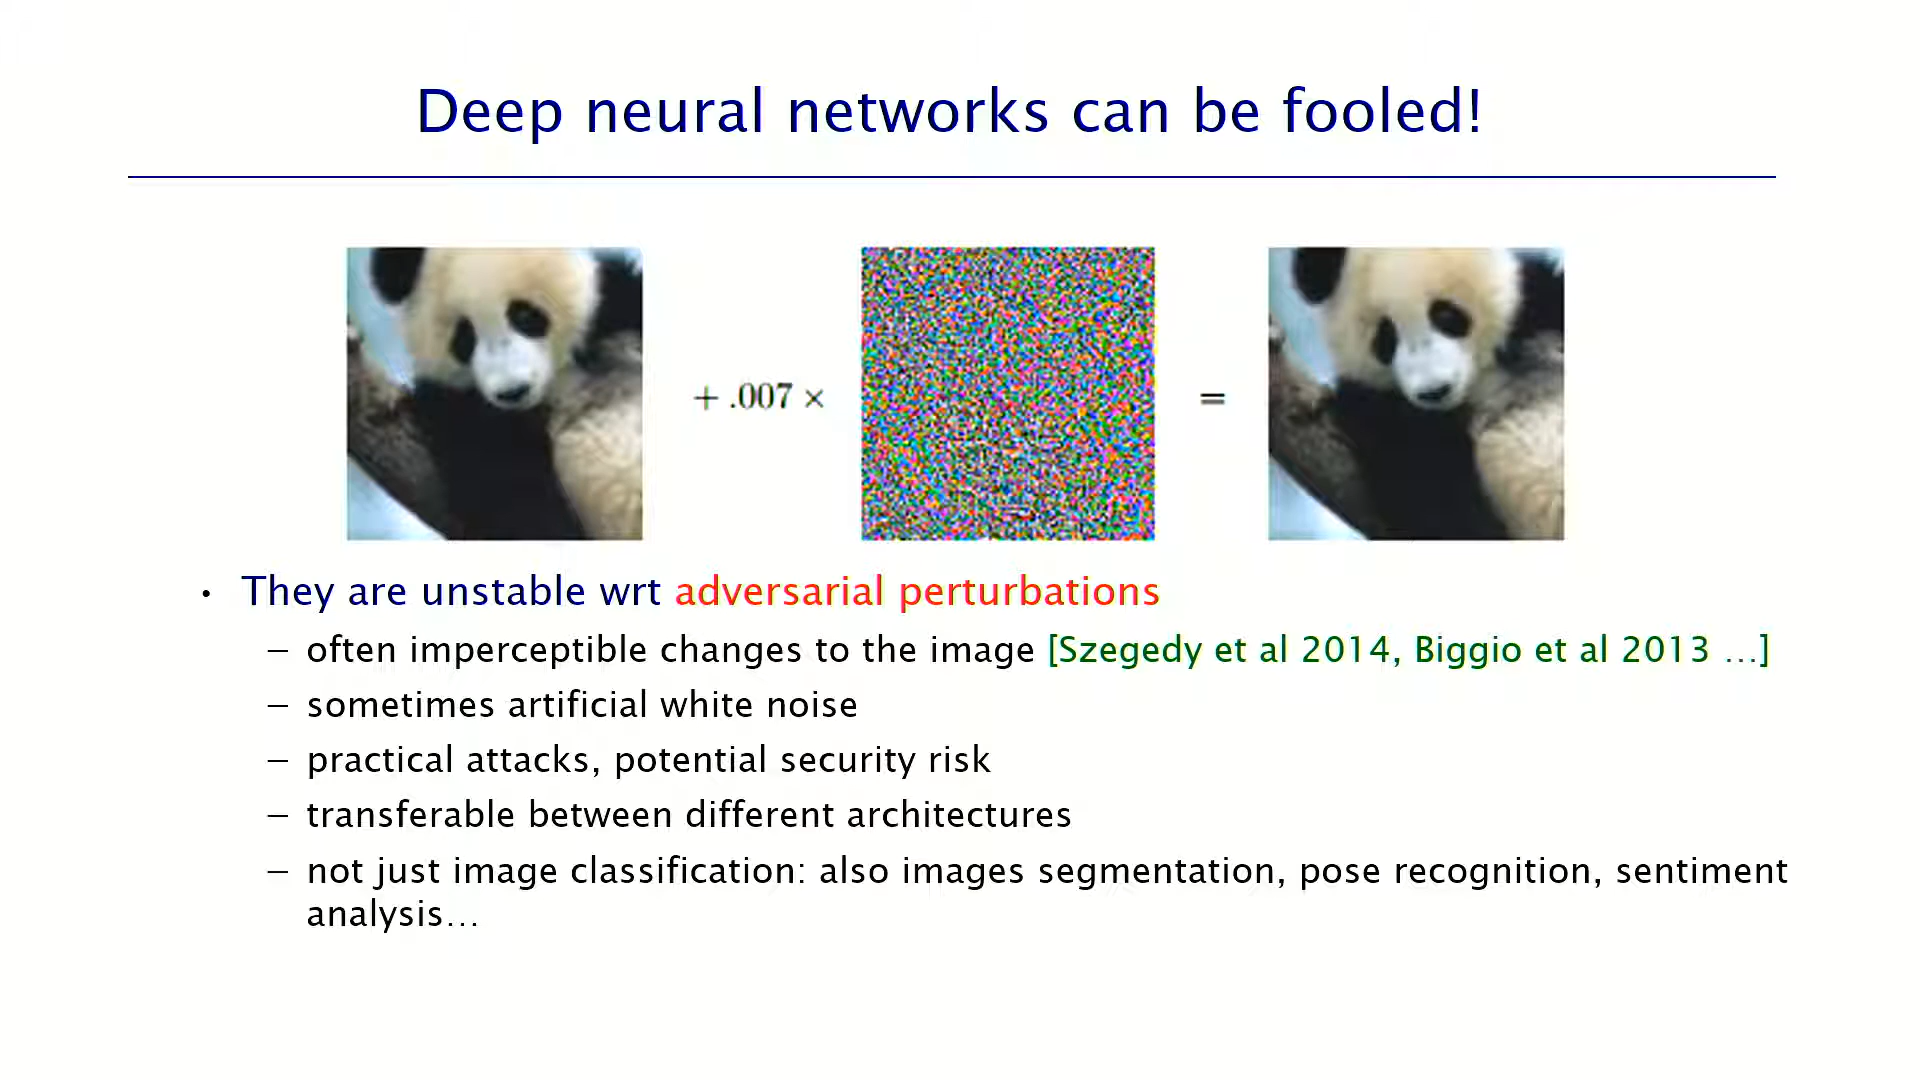 Deep neural networks can be fooled!
+ .007 × =
• They are unstable wrt adversarial perturbations
– often imperceptible changes to the image [Szegedy et al 2014, Biggio et al 2013 …]
– sometimes artificial white noise
– practical attacks, potential security risk
– transferable between different architectures
– not just image classification: also images segmentation, pose recognition, sentiment
analysis…